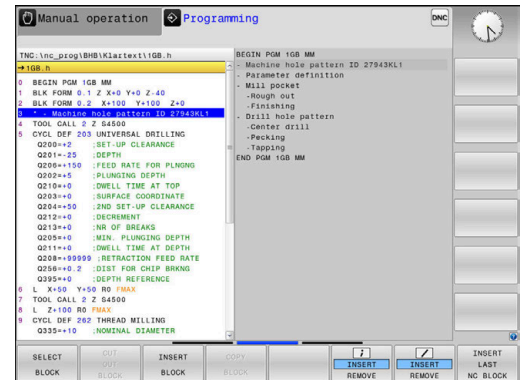 Manual operation
Programming
DNC
TNC:\nc_prog\BHB\Klartext\1GB.h
→1GB.h
0 BEGIN PGM 1GB MM
1 BLK FORM 0.1 Z X+0 Y+0 Z-40
2 BLK FORM 0.2 X+100 Y+100 Z+0
3 * - Machine hole pattern ID 27943KL1
4 TOOL CALL 2 Z S4500
5 CYCL DEF 203 UNIVERSAL DRILLING
Q200=+2 ;SET-UP CLEARANCE
Q201=-25 ;DEPTH
Q206=+150 ;FEED RATE FOR PLNGNG
Q202=+5 ;PLUNGING DEPTH
Q210=+0 ;DWELL TIME AT TOP
Q203=+0 ;SURFACE COORDINATE
Q204=+50 ;2ND SET-UP CLEARANCE
Q212=+0 ;DECREMENT
Q213=+0 ;NR OF BREAKS
Q205=+0 ;MIN. PLUNGING DEPTH
Q211=+0 ;DWELL TIME AT DEPTH
Q208=+99999 ;RETRACTION FEED RATE
Q256=+0.2 ;DIST FOR CHIP BRKNG
Q395=+0 ;DEPTH REFERENCE
6 L X+50 Y+50 R0 FMAX
7 TOOL CALL 2 Z S4500
8 L Z+100 R0 FMAX
9 CYCL DEF 262 THREAD MILLING
Q335=+10 ;NOMINAL DIAMETER
BEGIN PGM 1GB MM
- Machine hole pattern ID 27943KL1
- Parameter definition
- Mill pocket
-Rough out
-Finishing
- Drill hole pattern
-Center drill
-Pecking
-Tapping
END PGM 1GB MM
SELECT
BLOCK
CUT
OUT
BLOCK
INSERT
BLOCK
COPY
BLOCK
INSERT
REMOVE
INSERT
REMOVE
INSERT
LAST
NC BLOCK